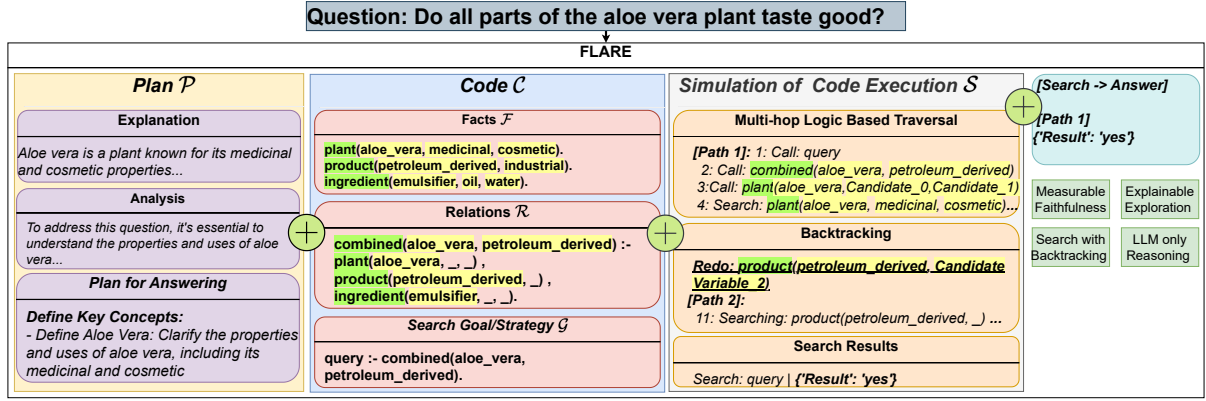 Question: Do all parts of the aloe vera plant taste good?
FLARE
Plan P
Explanation
Aloe vera is a plant known for its medicinal
and cosmetic properties...
Analysis
To address this question, it's essential to
understand the properties and uses of aloe
vera...
Plan for Answering
Define Key Concepts:
- Define Aloe Vera: Clarify the properties
and uses of aloe vera, including its
medicinal and cosmetic
+
Code C
Facts F
plant(aloe_vera, medicinal, cosmetic).
product(petroleum_derived, industrial).
ingredient(emulsifier, oil, water).
Relations R
combined(aloe_vera, petroleum_derived) :-
plant(aloe_vera, _, _) ,
product(petroleum_derived, _) ,
ingredient(emulsifier, _, _).
Search Goal/Strategy G
query :- combined(aloe_vera,
petroleum_derived).
+
Simulation of Code Execution S
Multi-hop Logic Based Traversal
[Path 1]: 1: Call: query
2: Call: combined(aloe_vera, petroleum_derived)
3:Call: plant(aloe_vera,Candidate_0,Candidate_1)
4: Search: plant(aloe_vera, medicinal, cosmetic)...
Backtracking
Redo: product(petroleum_derived, Candidate
Variable_2)
[Path 2]:
11: Searching: product(petroleum_derived, _) ...
Search Results
Search: query | {'Result': 'yes'}
+
[Search -> Answer]
[Path 1]
{'Result': 'yes'}
Measurable
Faithfulness
Explainable
Exploration
Search with
Backtracking
LLM only
Reasoning